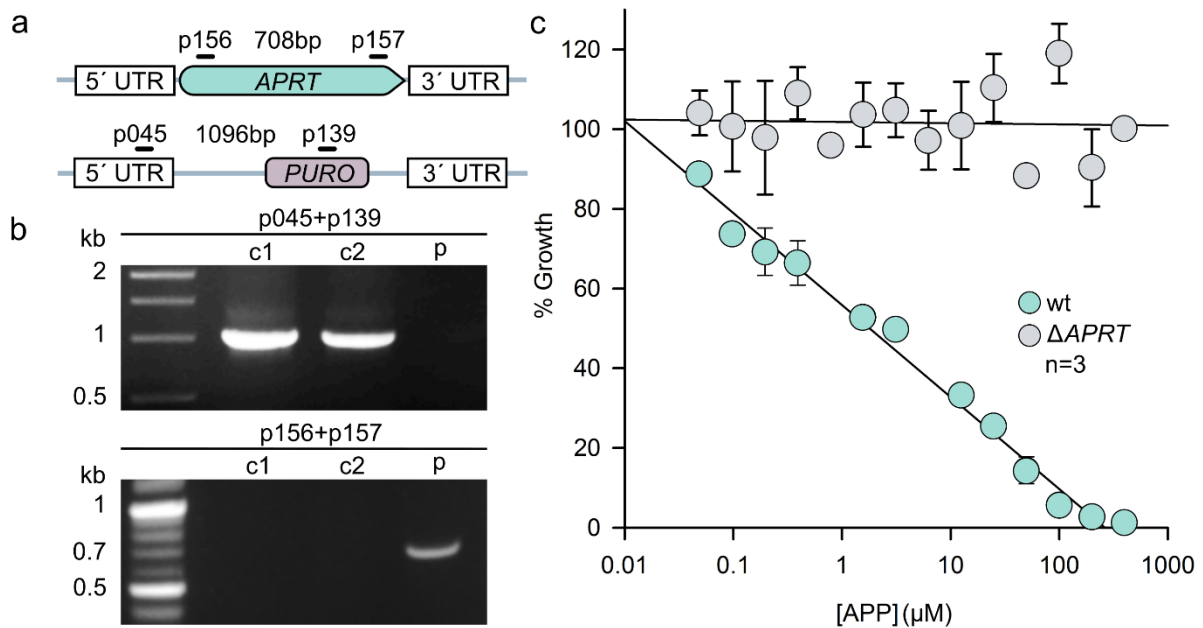 a
p156 708bp p157
5´ UTR APRT 3´ UTR
p045 1096bp p139
5´ UTR PURO 3´ UTR
b
p045+p139
kb c1 c2 p
2
1
0.5
p156+p157
kb c1 c2 p
1
0.7
0.5
c
% Growth
120
100
80
60
40
20
0
wt
ΔAPRT
n=3
0.01 0.1 1 10 100 1000
[APP] (µM)